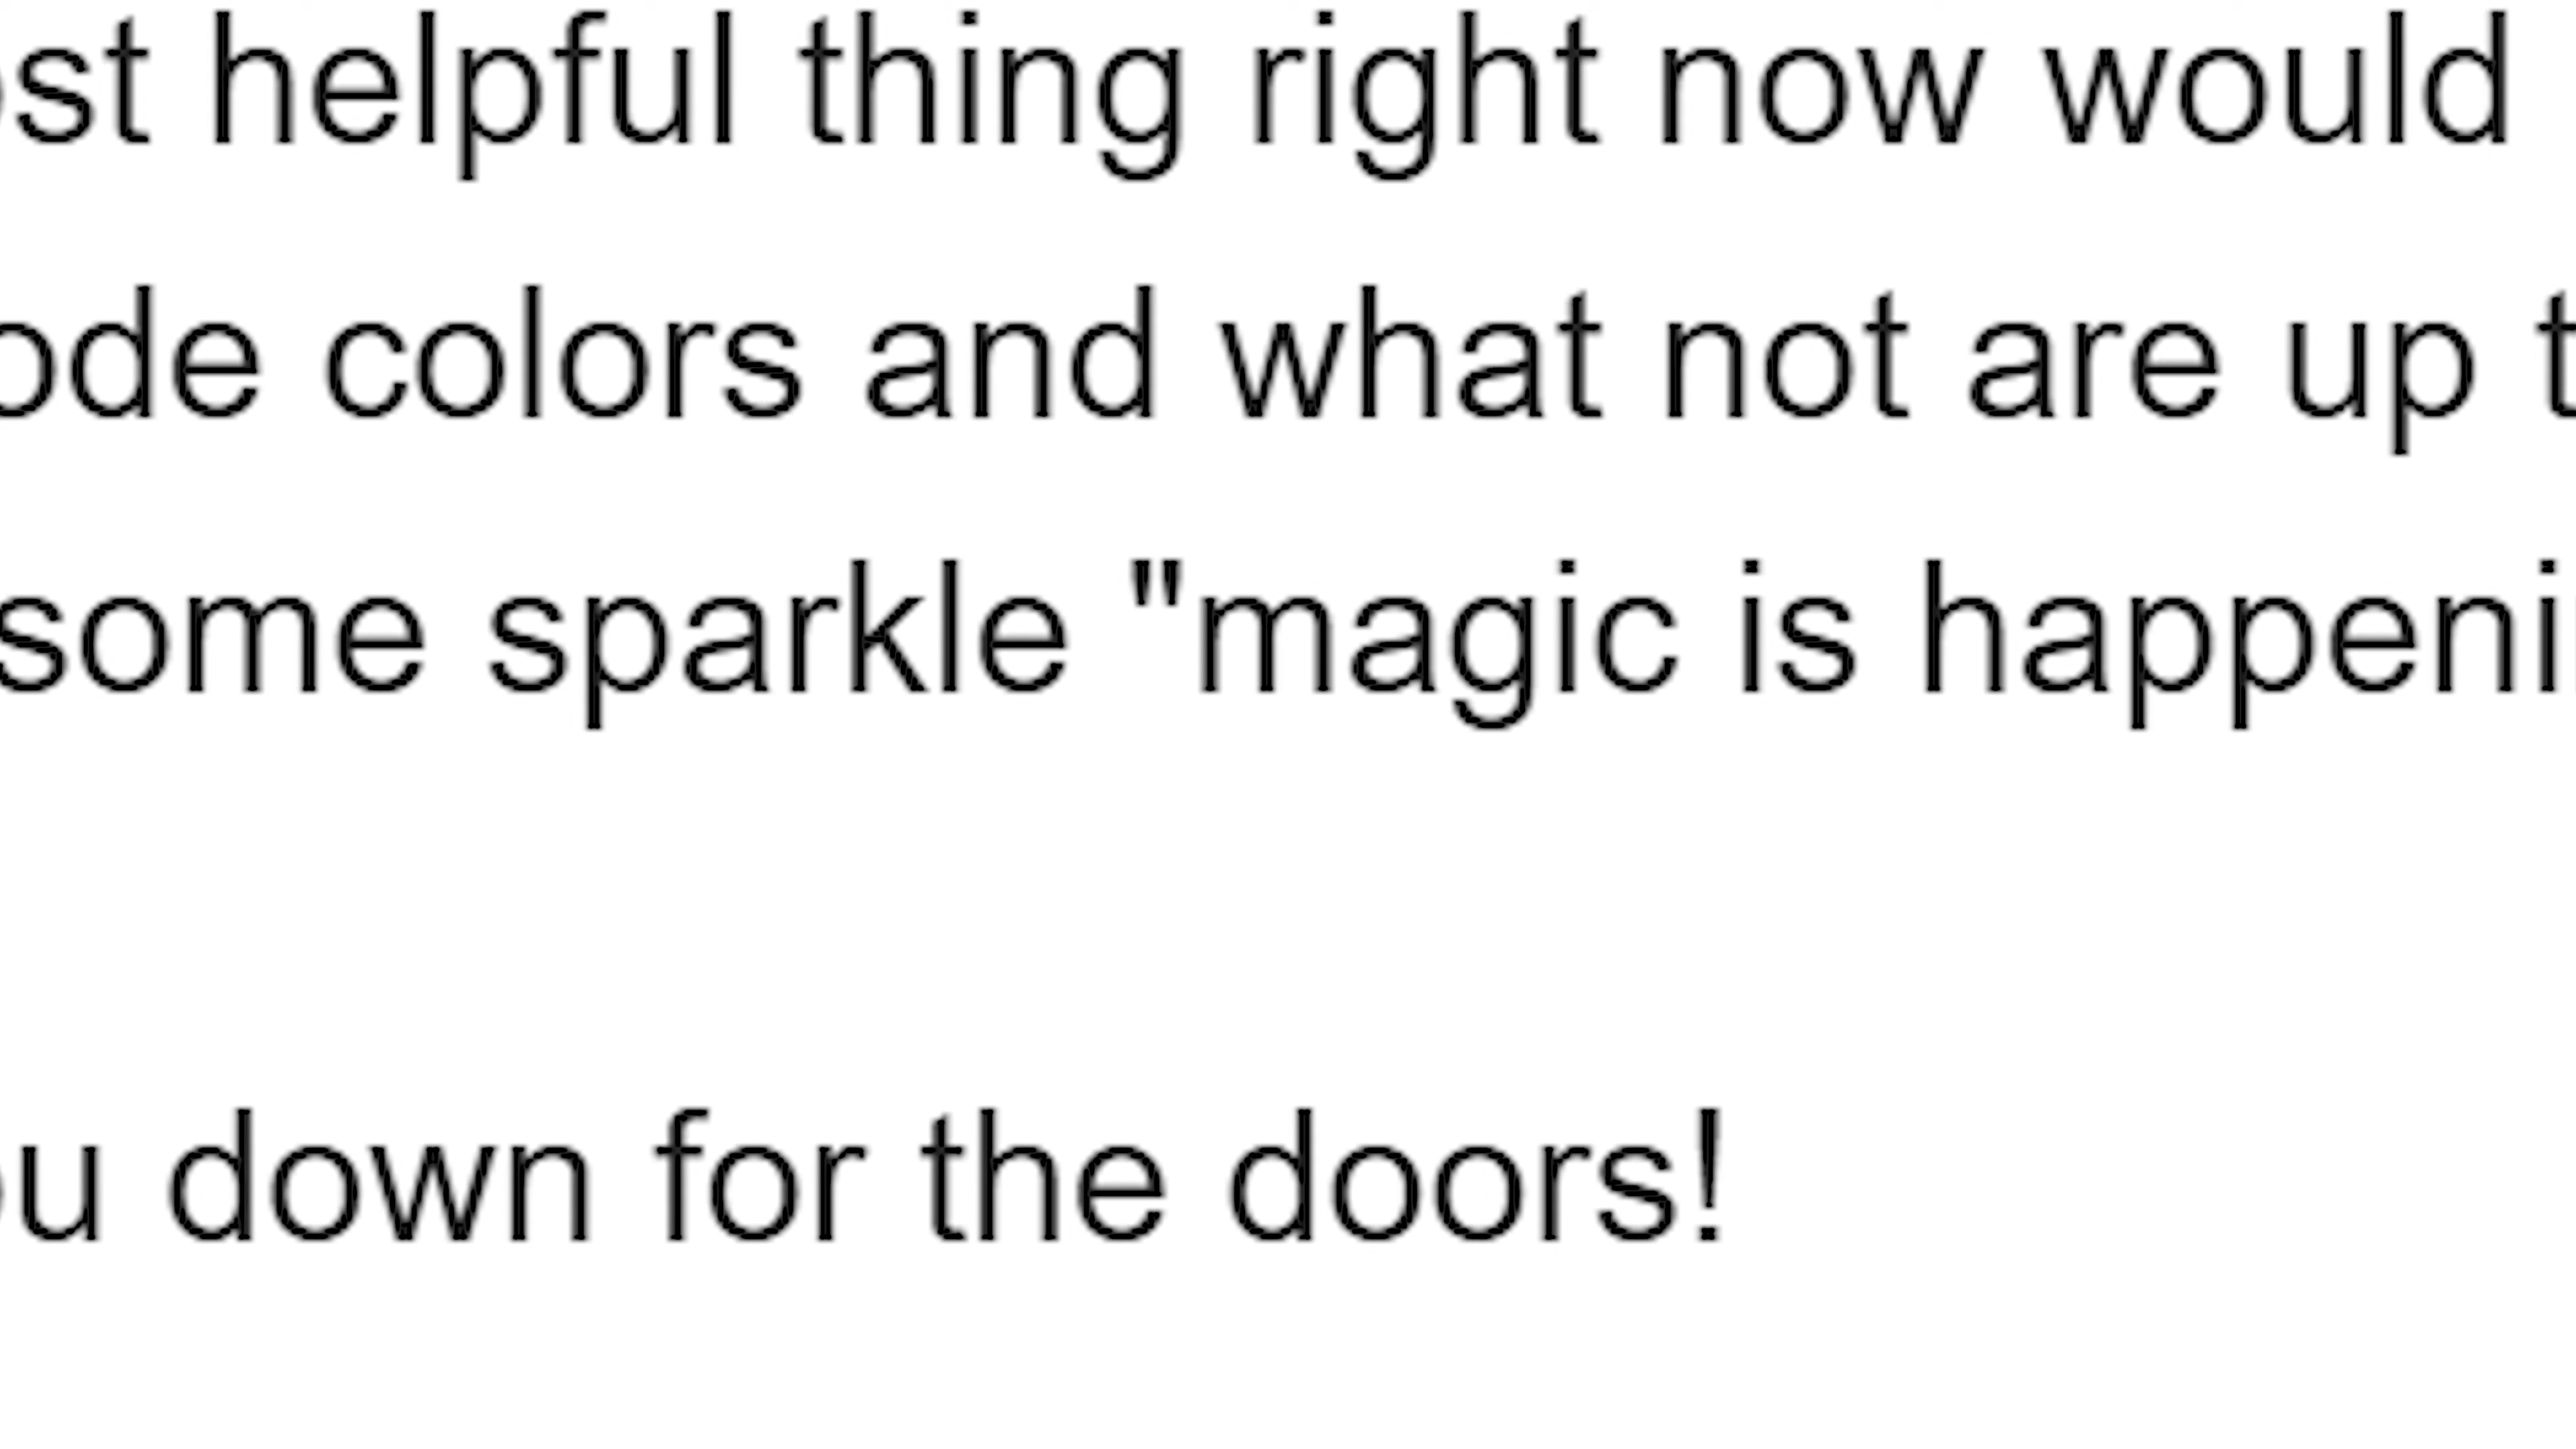 st helpful thing right now would
ode colors and what not are up t
some sparkle "magic is happeni
u down for the doors!